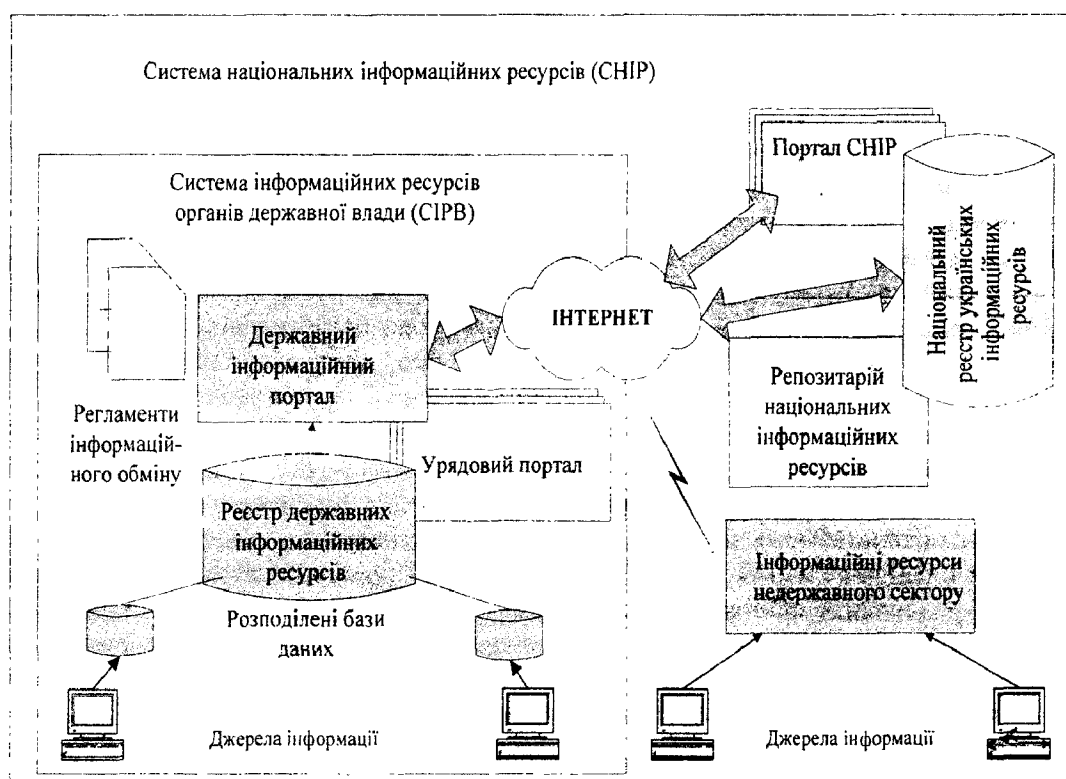 Система національних інформаційних ресурсів (СНІР)
Портал СНІР
Національний
реєстр українських
інформаційних
ресурсів
Система інформаційних ресурсів
органів державної влади (СІРВ)
ІНТЕРНЕТ
Державний
інформаційний
портал
Репозитарій
національних
інформаційних
ресурсів
Регламенти
інформацій-
ного обміну
Урядовий портал
Реєстр державних
інформаційних
ресурсів
Інформаційні ресурси
недержавного сектору
Розподілені бази
даних
Джерела інформації
Джерела інформації